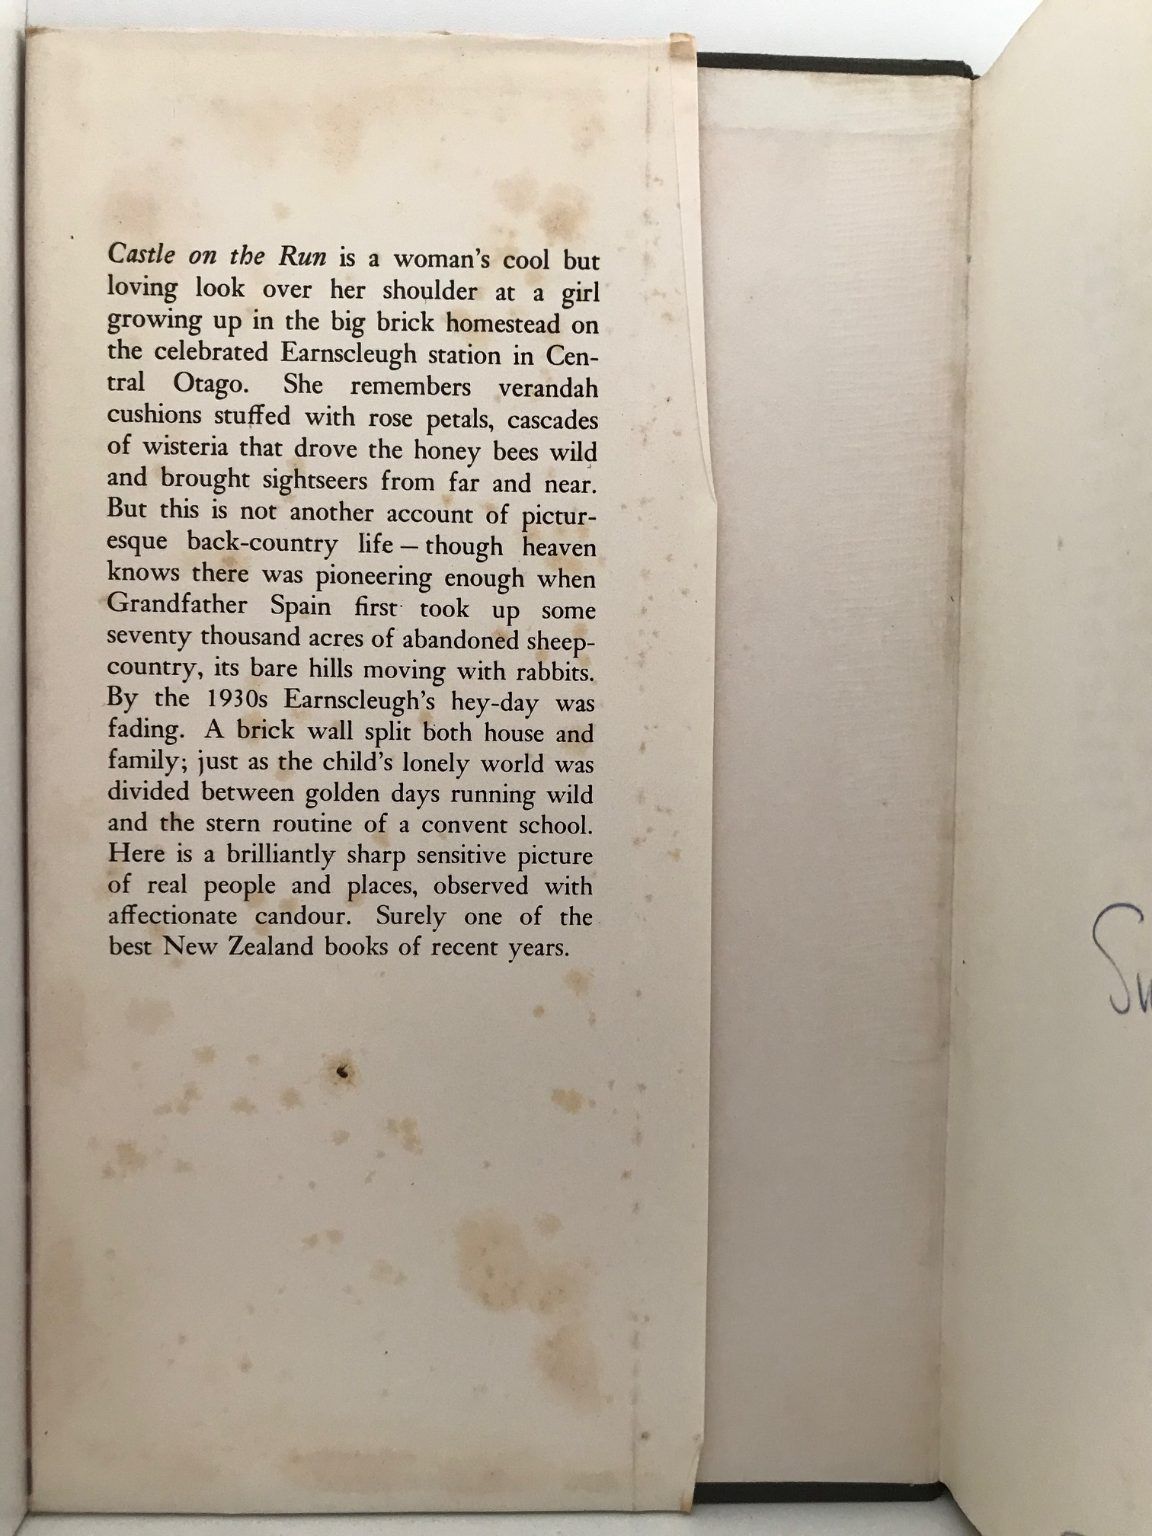 Castle on the Run is a woman's cool but
loving look over her shoulder at a girl
growing up in the big brick homestead on
the celebrated Earnscleugh station in Cen-
tral Otago. She remembers verandah
cushions stuffed with rose petals, cascades
of wisteria that drove the honey bees wild
and brought sightseers from far and near.
But this is not another account of pictur-
esque back-country life — though heaven
knows there was pioneering enough when
Grandfather Spain first took up some
seventy thousand acres of abandoned sheep-
country, its bare hills moving with rabbits.
By the 1930s Earnscleugh's hey-day was
fading. A brick wall split both house and
family; just as the child's lonely world was
divided between golden days running wild
and the stern routine of a convent school.
Here is a brilliantly sharp sensitive picture
of real people and places, observed with
affectionate candour. Surely one of the
best New Zealand books of recent years.